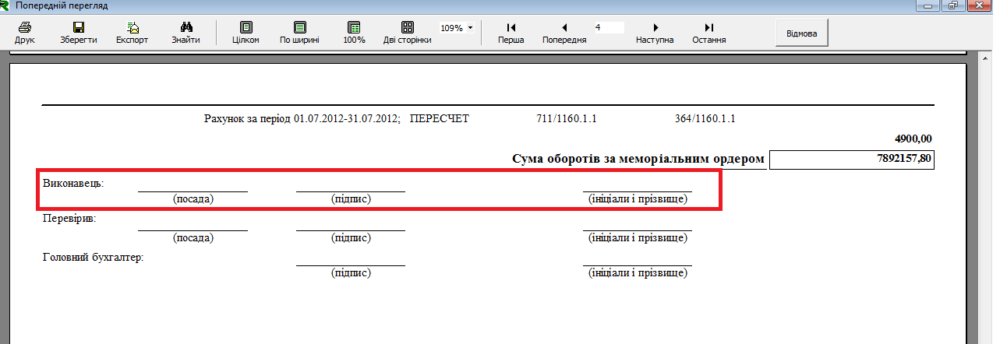 Попередній перегляд
Друк Зберегти Експорт Знайти Цілком По ширині 100% Дві сторінки 109% Перша Попередня 4 Наступна Остання Відмова
Рахунок за період 01.07.2012-31.07.2012; ПЕРЕСЧЕТ 711/1160.1.1 364/1160.1.1
4900,00
Сума оборотів за меморіальним ордером 7892157,80
Виконавець:
(посада) (підпис) (ініціали і прізвище)
Перевірив:
(посада) (підпис) (ініціали і прізвище)
Головний бухгалтер:
(підпис) (ініціали і прізвище)